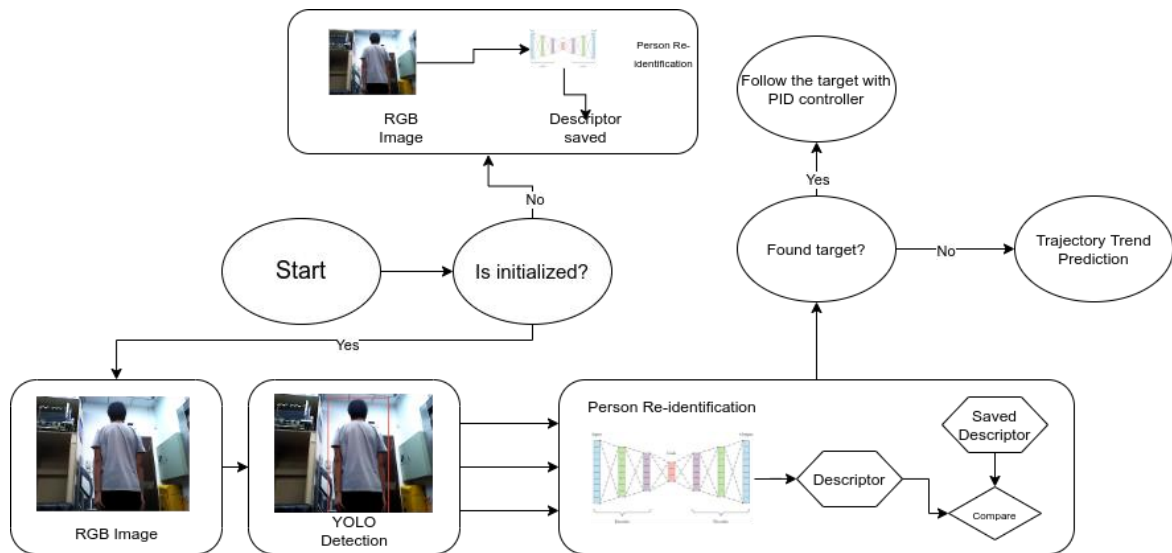 Person Re-
identification
RGB
Image
Descriptor
saved
Follow the target with
PID controller
Yes
No
Start
Is initialized?
Found target?
No
Trajectory Trend
Prediction
Yes
Person Re-identification
Saved
Descriptor
Descriptor
Compare
RGB Image
YOLO
Detection